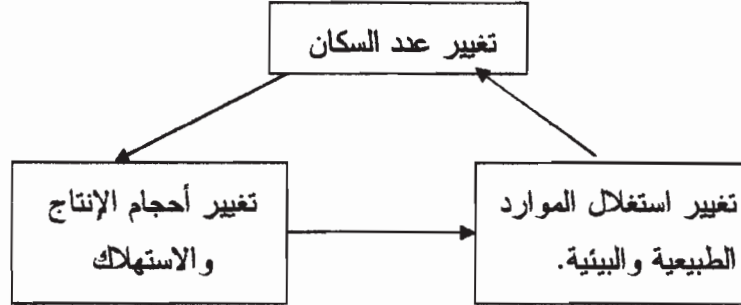 تغيير عدد السكان
تغيير استغلال الموارد
الطبيعية والبيئية.
تغيير أحجام الإنتاج
والاستهلاك